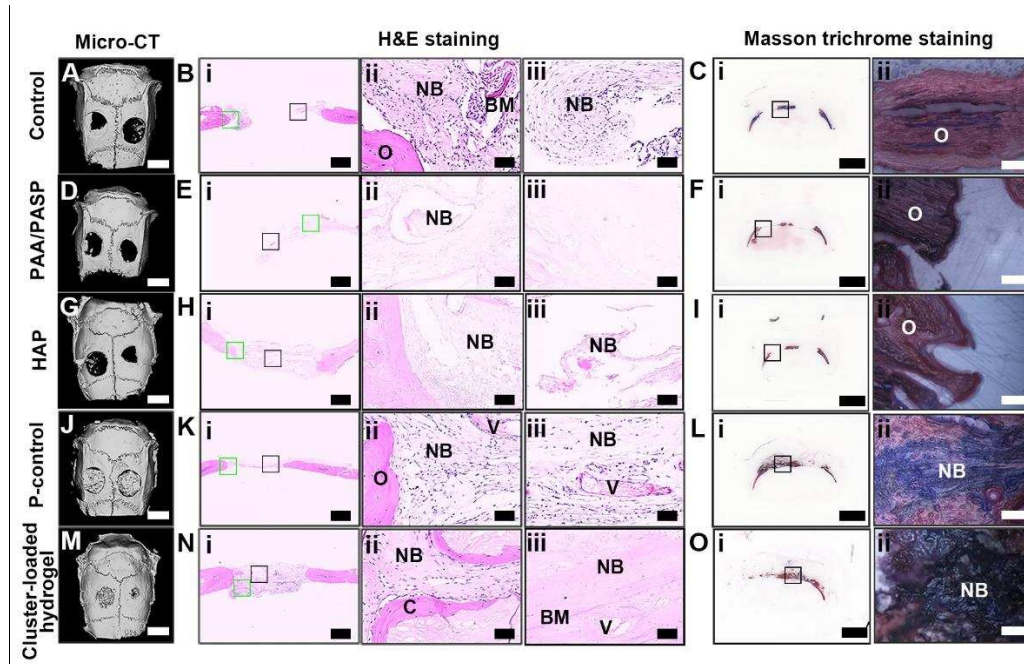 Micro-CT
H&E staining
Masson trichrome staining
Control
A
B
i
ii
NB
BM
O
iii
NB
C
i
ii
O
PAA/PASP
D
E
i
ii
NB
iii
F
i
ii
O
HAP
G
H
i
ii
NB
iii
NB
I
i
ii
O
P-control
J
K
i
ii
V
NB
O
iii
NB
V
L
i
ii
NB
Cluster-loaded
hydrogel
M
N
i
ii
NB
C
iii
NB
BM
V
O
i
ii
NB